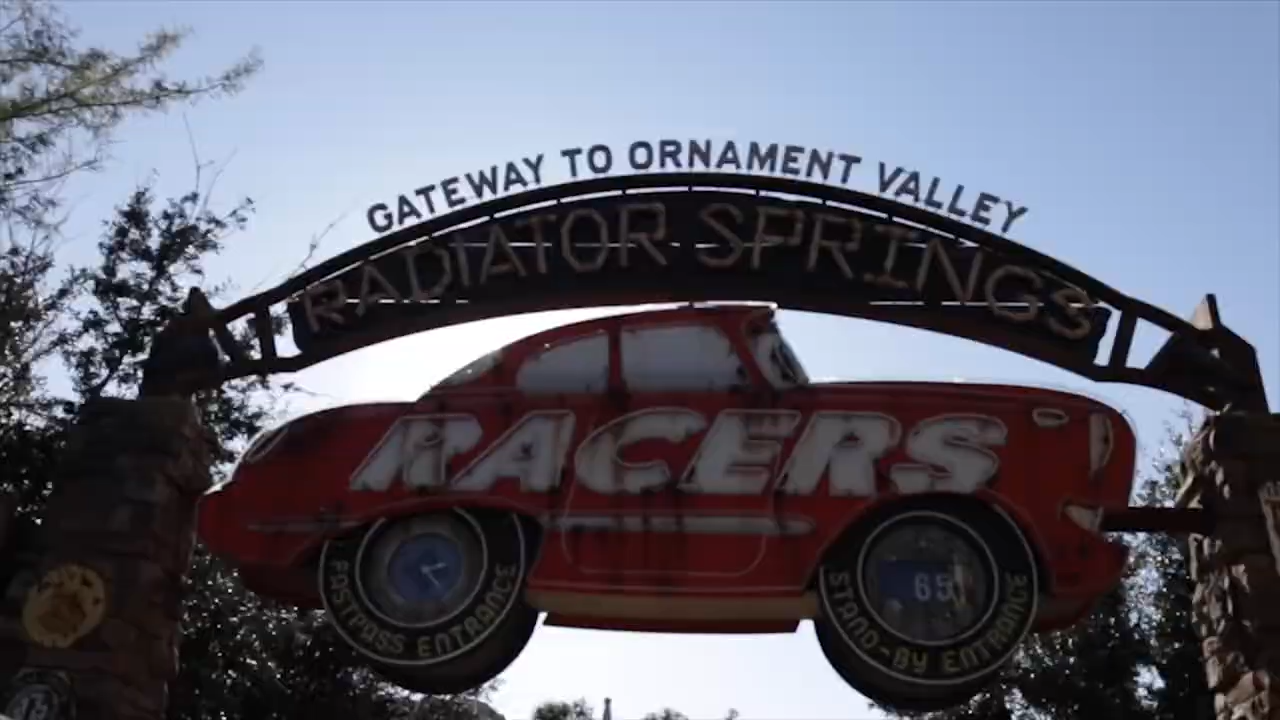 GATEWAY TO ORNAMENT VALLEY
RADIATOR SPRINGS
RACERS
FASTPASS ENTRANCE
65
STAND-BY ENTRANCE